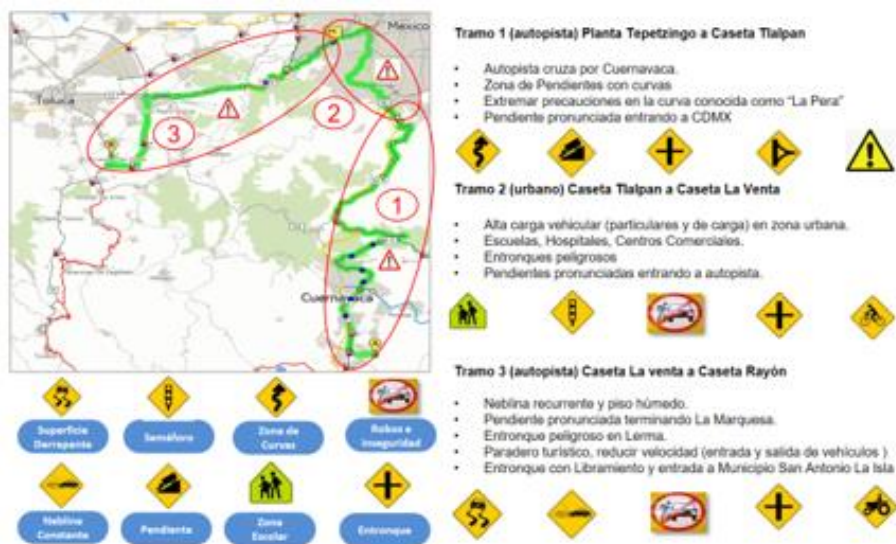 Mexico
Toluca
3
2
1
Cuernavaca
Superficie
Derrapante
Semáforo
Zona de
Curvas
Robos e
Inseguridad
Neblina
Constante
Pendiente
Zona
Escolar
Entronque
Tramo 1 (autopista) Planta Tepetzingo a Caseta Tlalpan
• Autopista cruza por Cuernavaca.
• Zona de Pendientes con curvas
• Extremar precauciones en la curva conocida como "La Pera"
• Pendiente pronunciada entrando a CDMX
Tramo 2 (urbano) Caseta Tlalpan a Caseta La Venta
• Alta carga vehicular (particulares y de carga) en zona urbana.
• Escuelas, Hospitales, Centros Comerciales.
• Entronques peligrosos
• Pendientes pronunciadas entrando a autopista.
Tramo 3 (autopista) Caseta La venta a Caseta Rayón
• Neblina recurrente y piso húmedo.
• Pendiente pronunciada terminando La Marquesa.
• Entronque peligroso en Lerma.
• Paradero turístico, reducir velocidad (entrada y salida de vehículos )
• Entronque con Libramiento y entrada a Municipio San Antonio La Isla